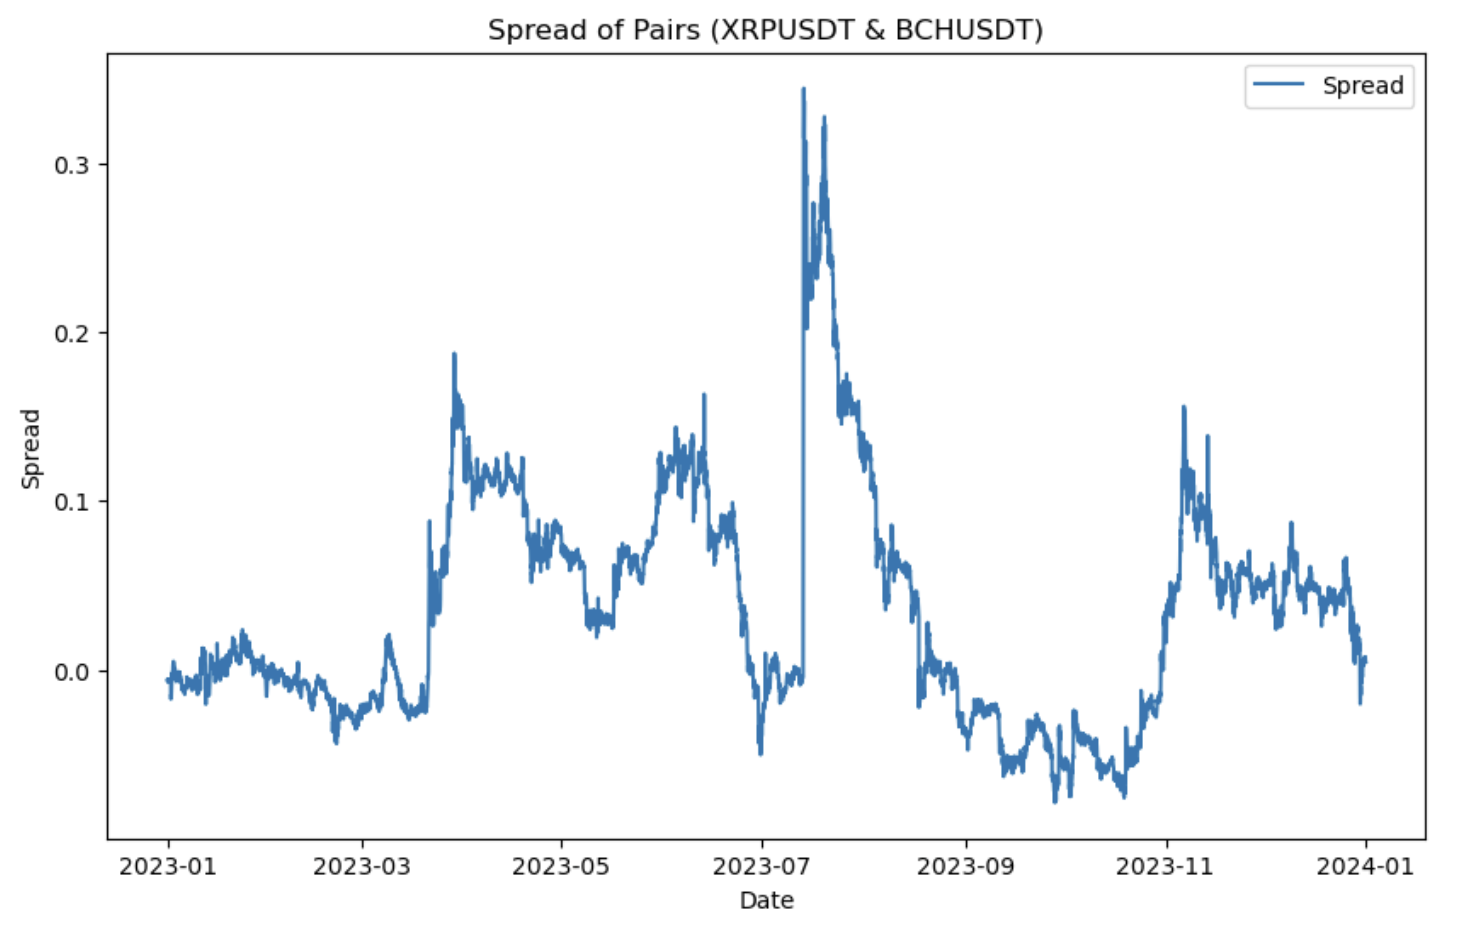 Spread of Pairs (XRPUSDT & BCHUSDT)
Spread
0.3
0.2
0.1
0.0
Spread
2023-01 2023-03 2023-05 2023-07 2023-09 2023-11 2024-01
Date